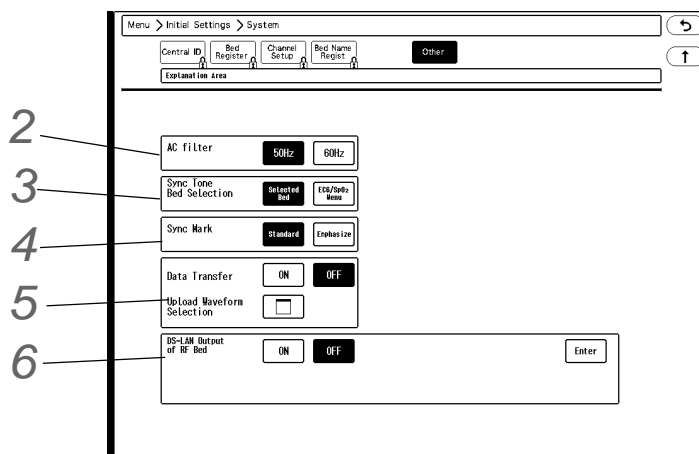 Menu > Initial Settings > System
Central ID
Bed Register
Channel Setup
Bed Name Regist
Other
Explanation Area
2
AC filter
50Hz
60Hz
3
Sync Tone
Bed Selection
Selected Bed
ECG/SpO₂ Menu
4
Sync Mark
Standard
Enphasize
5
Data Transfer
ON
OFF
Upload Waveform
Selection
6
DS-LAN Output
of RF Bed
ON
OFF
Enter